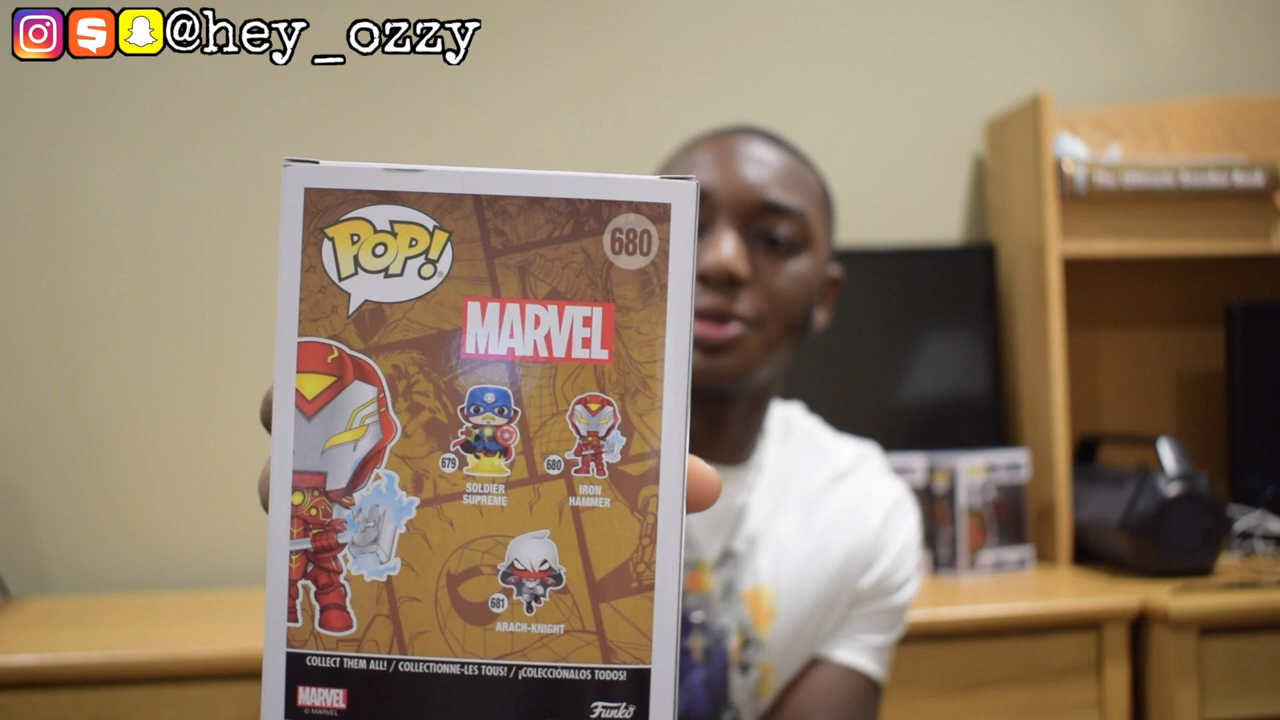 @hey_ozzy
POP!
680
MARVEL
679
SOLDIER
SUPREME
680
IRON
HAMMER
681
ARACH-KNIGHT
COLLECT THEM ALL! / COLLECTIONNE-LES TOUS! / ¡COLECCIÓNALOS TODOS!
MARVEL
© MARVEL
Funko